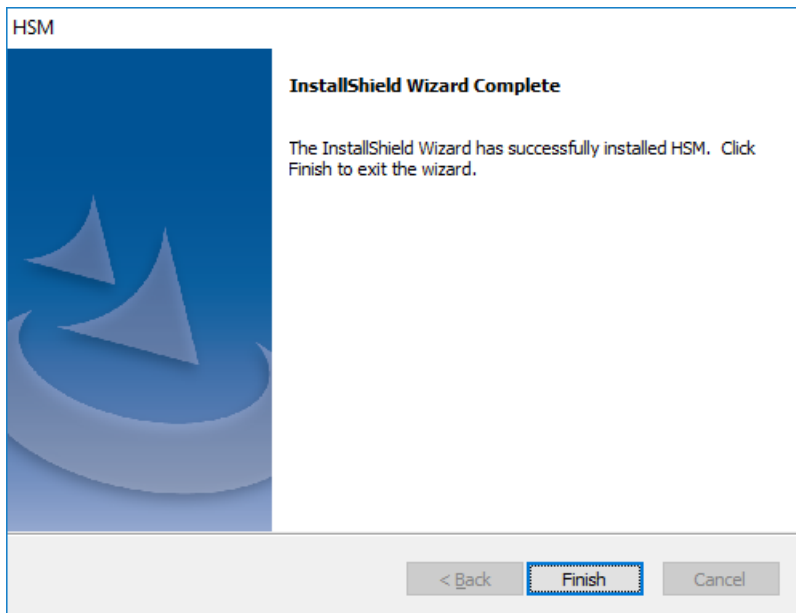 HSM
InstallShield Wizard Complete
The InstallShield Wizard has successfully installed HSM. Click
Finish to exit the wizard.
< Back
Finish
Cancel